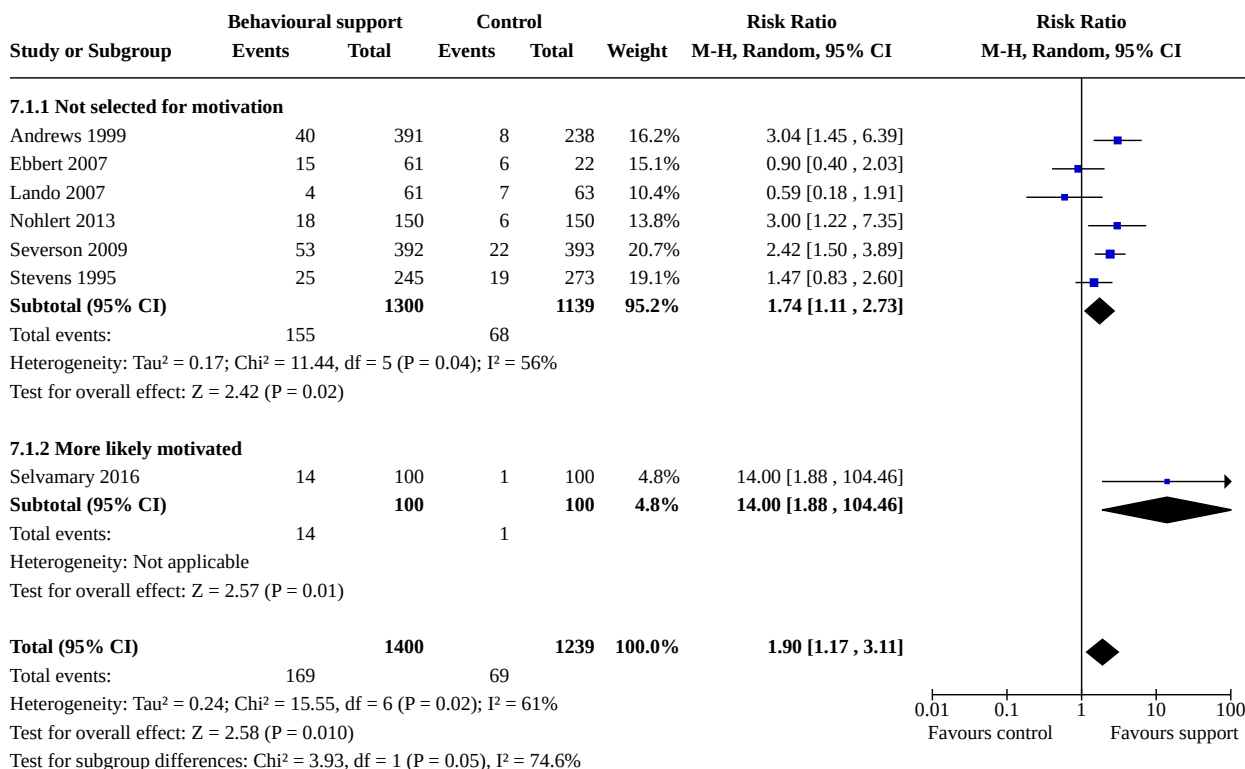 Behavioural support Control Risk Ratio Risk Ratio
Study or Subgroup Events Total Events Total Weight M-H, Random, 95% CI M-H, Random, 95% CI
7.1.1 Not selected for motivation
Andrews 1999 40 391 8 238 16.2% 3.04 [1.45 , 6.39]
Ebbert 2007 15 61 6 22 15.1% 0.90 [0.40 , 2.03]
Lando 2007 4 61 7 63 10.4% 0.59 [0.18 , 1.91]
Nohlert 2013 18 150 6 150 13.8% 3.00 [1.22 , 7.35]
Severson 2009 53 392 22 393 20.7% 2.42 [1.50 , 3.89]
Stevens 1995 25 245 19 273 19.1% 1.47 [0.83 , 2.60]
Subtotal (95% CI) 1300 1139 95.2% 1.74 [1.11 , 2.73]
Total events: 155 68
Heterogeneity: Tau² = 0.17; Chi² = 11.44, df = 5 (P = 0.04); I² = 56%
Test for overall effect: Z = 2.42 (P = 0.02)
7.1.2 More likely motivated
Selvamary 2016 14 100 1 100 4.8% 14.00 [1.88 , 104.46]
Subtotal (95% CI) 100 100 4.8% 14.00 [1.88 , 104.46]
Total events: 14 1
Heterogeneity: Not applicable
Test for overall effect: Z = 2.57 (P = 0.01)
Total (95% CI) 1400 1239 100.0% 1.90 [1.17 , 3.11]
Total events: 169 69
Heterogeneity: Tau² = 0.24; Chi² = 15.55, df = 6 (P = 0.02); I² = 61%
Test for overall effect: Z = 2.58 (P = 0.010)
Test for subgroup differences: Chi² = 3.93, df = 1 (P = 0.05), I² = 74.6%
0.01 0.1 1 10 100
Favours control Favours support